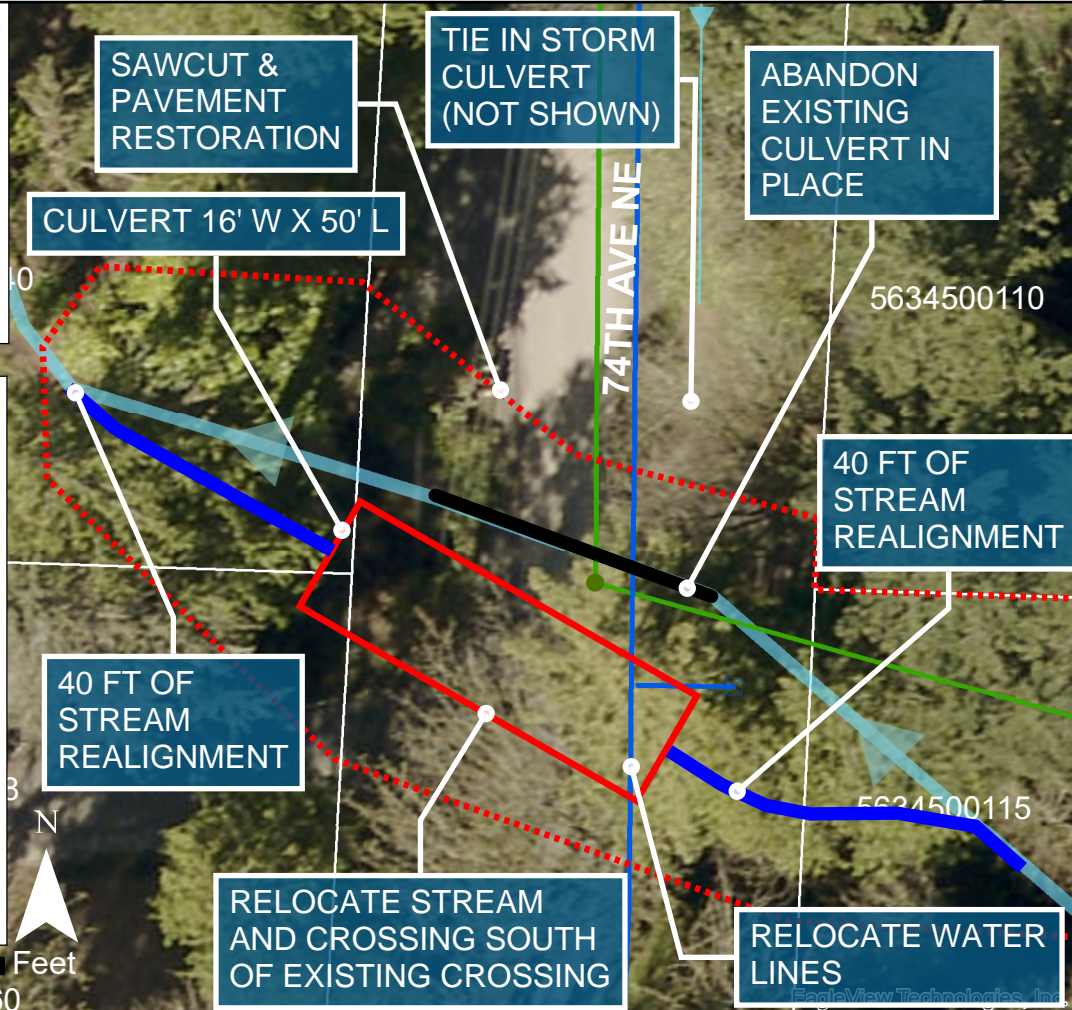 SAWCUT &
PAVEMENT
RESTORATION
TIE IN STORM
CULVERT
(NOT SHOWN)
ABANDON
EXISTING
CULVERT IN
PLACE
CULVERT 16' W X 50' L
74TH AVE NE
5634500110
40 FT OF
STREAM
REALIGNMENT
40 FT OF
STREAM
REALIGNMENT
5634500115
N
RELOCATE STREAM
AND CROSSING SOUTH
OF EXISTING CROSSING
RELOCATE WATER
LINES
Feet
EagleView Technologies, Inc.